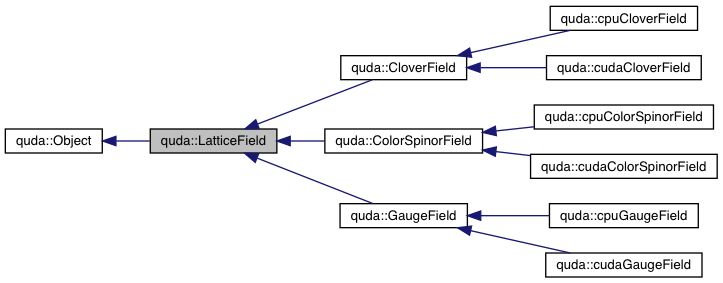 quda::cpuCloverField
quda::CloverField
quda::cudaCloverField
quda::cpuColorSpinorField
quda::Object
quda::LatticeField
quda::ColorSpinorField
quda::cudaColorSpinorField
quda::GaugeField
quda::cpuGaugeField
quda::cudaGaugeField